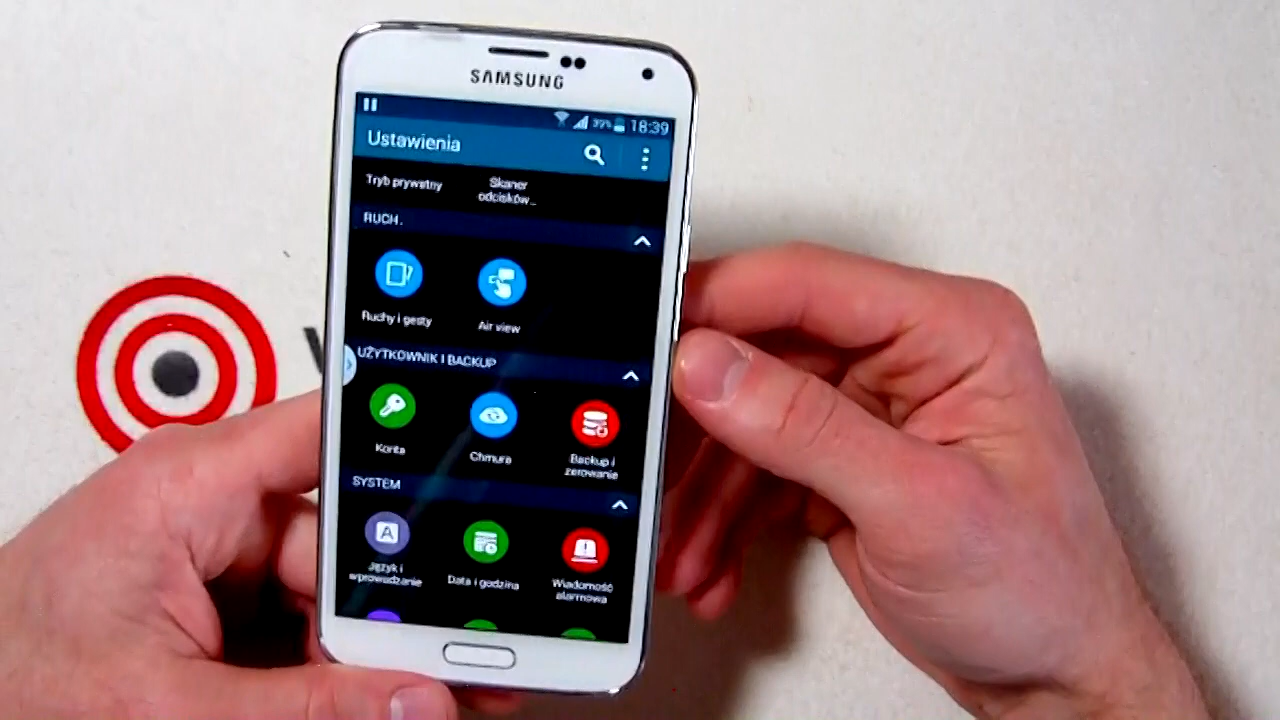 SAMSUNG
39% 18:39
Ustawienia
Tryb prywatny
Skaner
odcisków...
RUCH.
Ruchy i gesty
Air view
UŻYTKOWNIK I BACKUP
Konta
Chmura
Backup i
zerowanie
SYSTEM
A
Język i
wprowadzanie
Data i godzina
Wiadomość
alarmowa